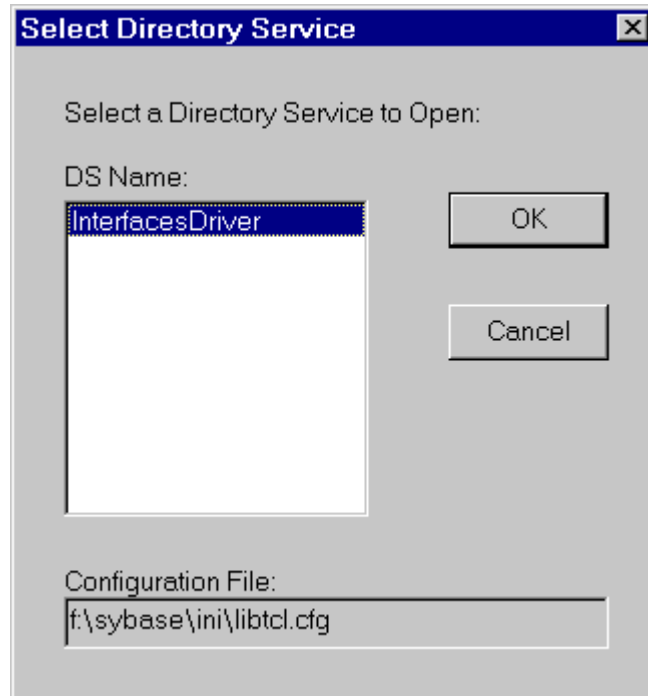 Select Directory Service
Select a Directory Service to Open:
DS Name:
InterfacesDriver
OK
Cancel
Configuration File:
f:\sybase\ini\libtcl.cfg